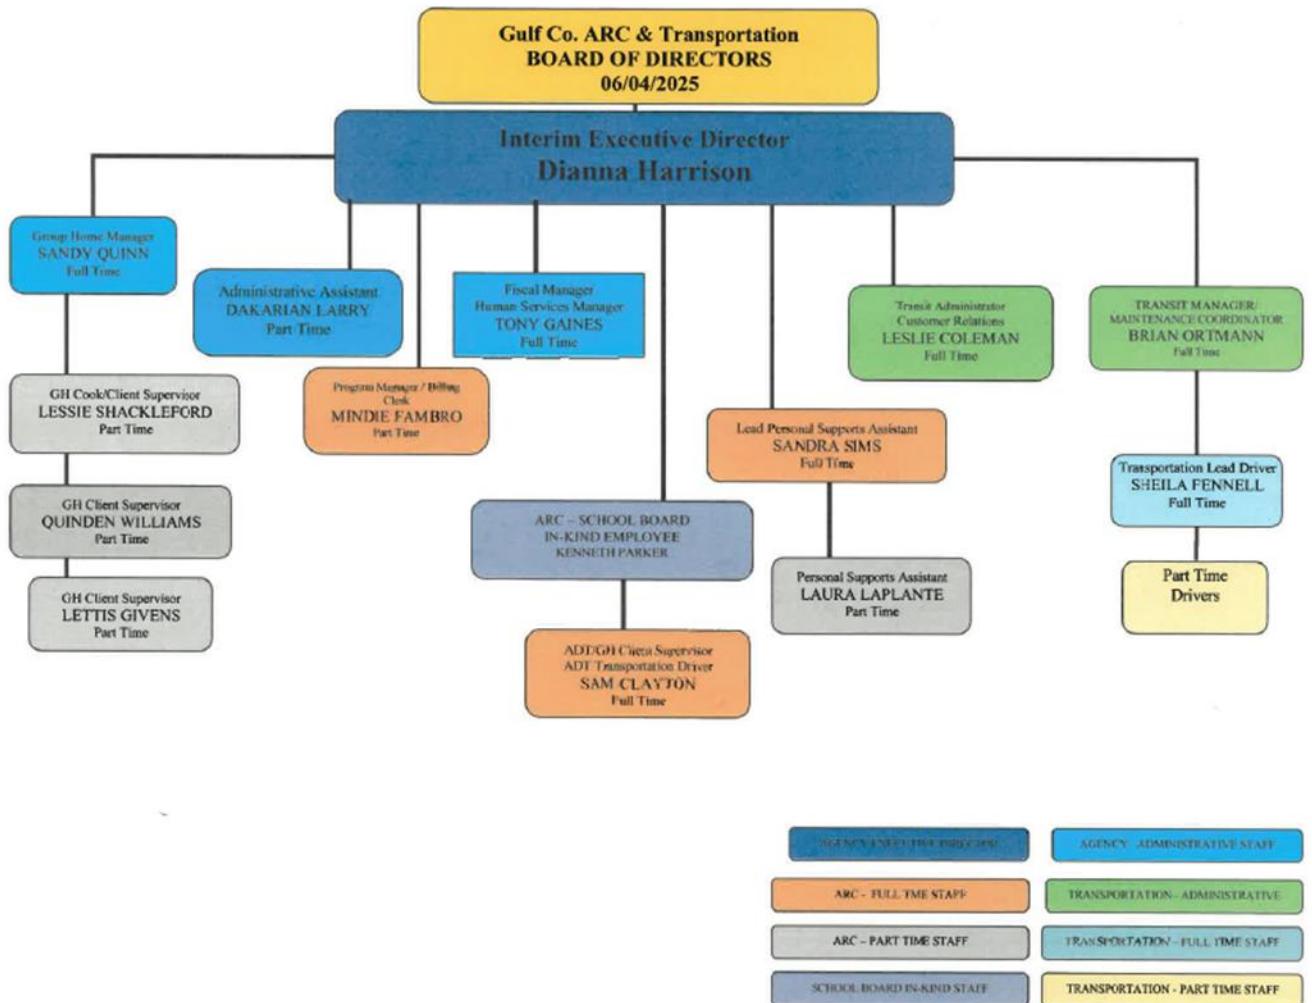 Gulf Co. ARC & Transportation
BOARD OF DIRECTORS
06/04/2025
Interim Executive Director
Dianna Harrison
Group Home Manager
SANDY QUINN
Full Time
Administrative Assistant
DAKARIAN LARRY
Part Time
Fiscal Manager
Human Services Manager
TONY GAINES
Full Time
Transit Administrator
Customer Relations
LESLIE COLEMAN
Full Time
TRANSIT MANAGER/
MAINTENANCE COORDINATOR
BRIAN ORTMANN
Full Time
GH Cook/Client Supervisor
LESSIE SHACKLEFORD
Part Time
Program Manager / Billing
Clerk
MINDIE FAMBRO
Part Time
Lead Personal Supports Assistant
SANDRA SIMS
Full Time
Transportation Lead Driver
SHEILA FENNELL
Full Time
GH Client Supervisor
QUINDEN WILLIAMS
Part Time
ARC – SCHOOL BOARD
IN-KIND EMPLOYEE
KENNETH PARKER
Personal Supports Assistant
LAURA LAPLANTE
Part Time
Part Time
Drivers
GH Client Supervisor
LETTIS GIVENS
Part Time
ADT/GH Client Supervisor
ADT Transportation Driver
SAM CLAYTON
Full Time
AGENCY EXECUTIVE DIRECTOR
AGENCY - ADMINISTRATIVE STAFF
ARC - FULL TME STAFF
TRANSPORTATION - ADMINISTRATIVE
ARC – PART TIME STAFF
TRANSPORTATION – FULL TIME STAFF
SCHOOL BOARD IN-KIND STAFF
TRANSPORTATION - PART TIME STAFF